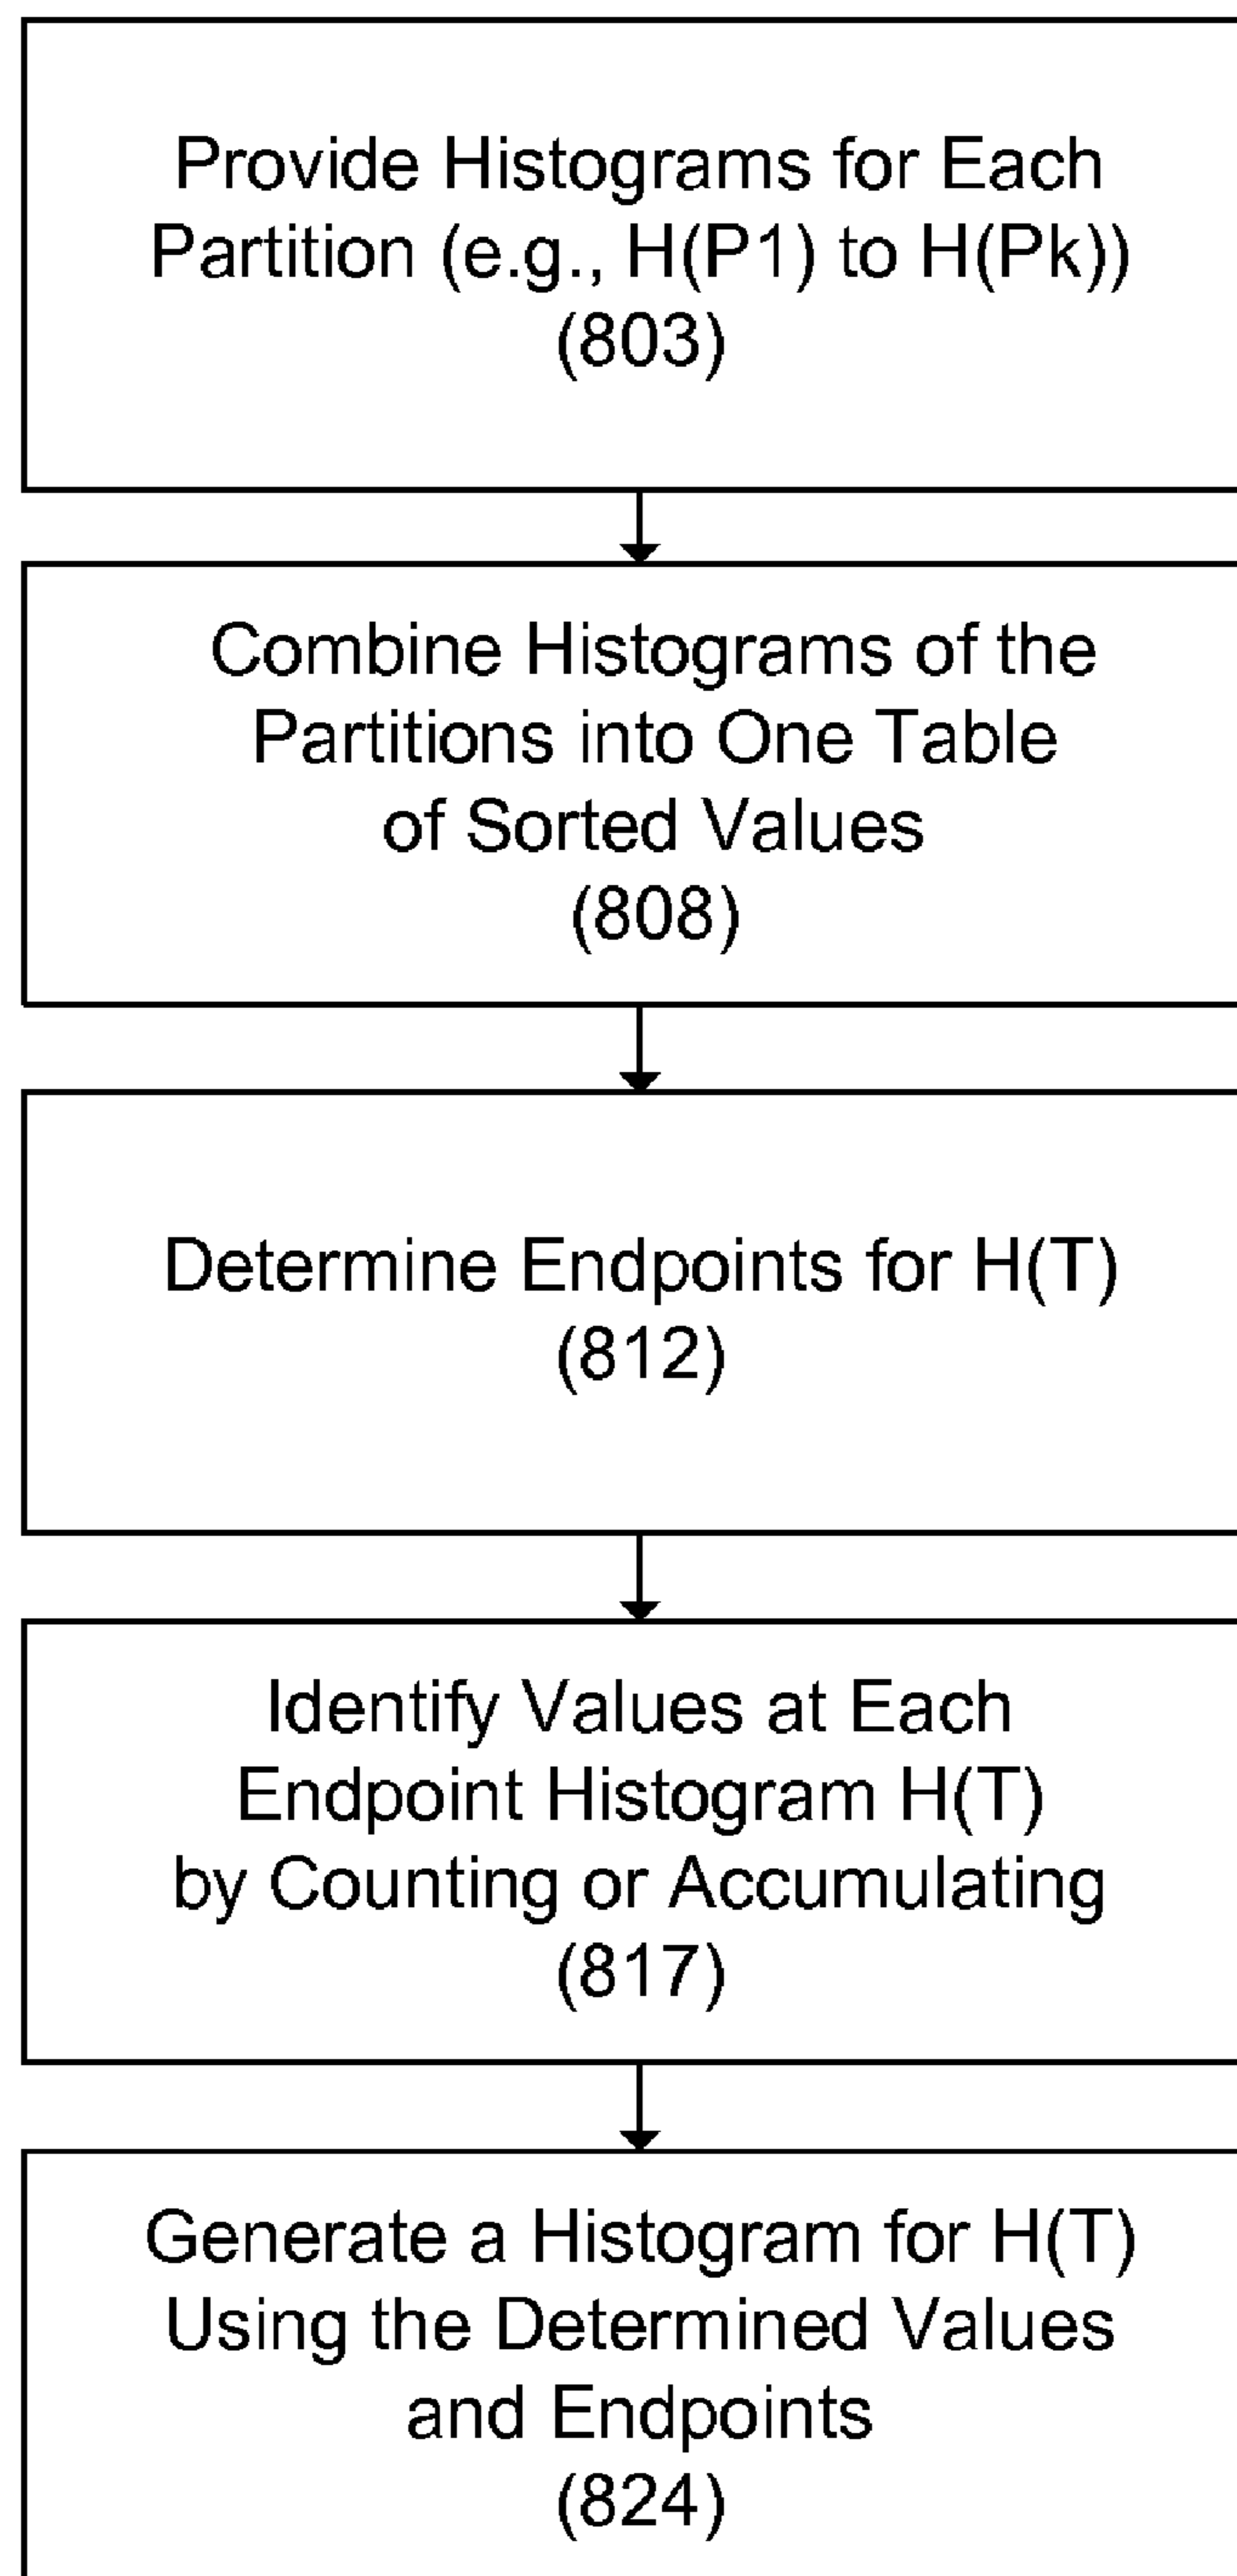 Provide Histograms for Each
Partition (e.g., H(P1) to H(Pk))
(803)
Combine Histograms of the
Partitions into One Table
of Sorted Values
(808)
Determine Endpoints for H(T)
(812)
Identify Values at Each
Endpoint Histogram H(T)
by Counting or Accumulating
(817)
Generate a Histogram for H(T)
Using the Determined Values
and Endpoints
(824)